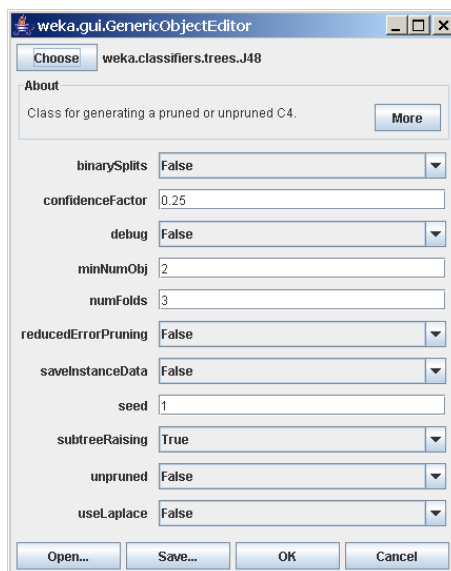 weka.gui.GenericObjectEditor
Choose weka.classifiers.trees.J48
About
Class for generating a pruned or unpruned C4.
More
binarySplits False
confidenceFactor 0.25
debug False
minNumObj 2
numFolds 3
reducedErrorPruning False
saveInstanceData False
seed 1
subtreeRaising True
unpruned False
useLaplace False
Open... Save... OK Cancel